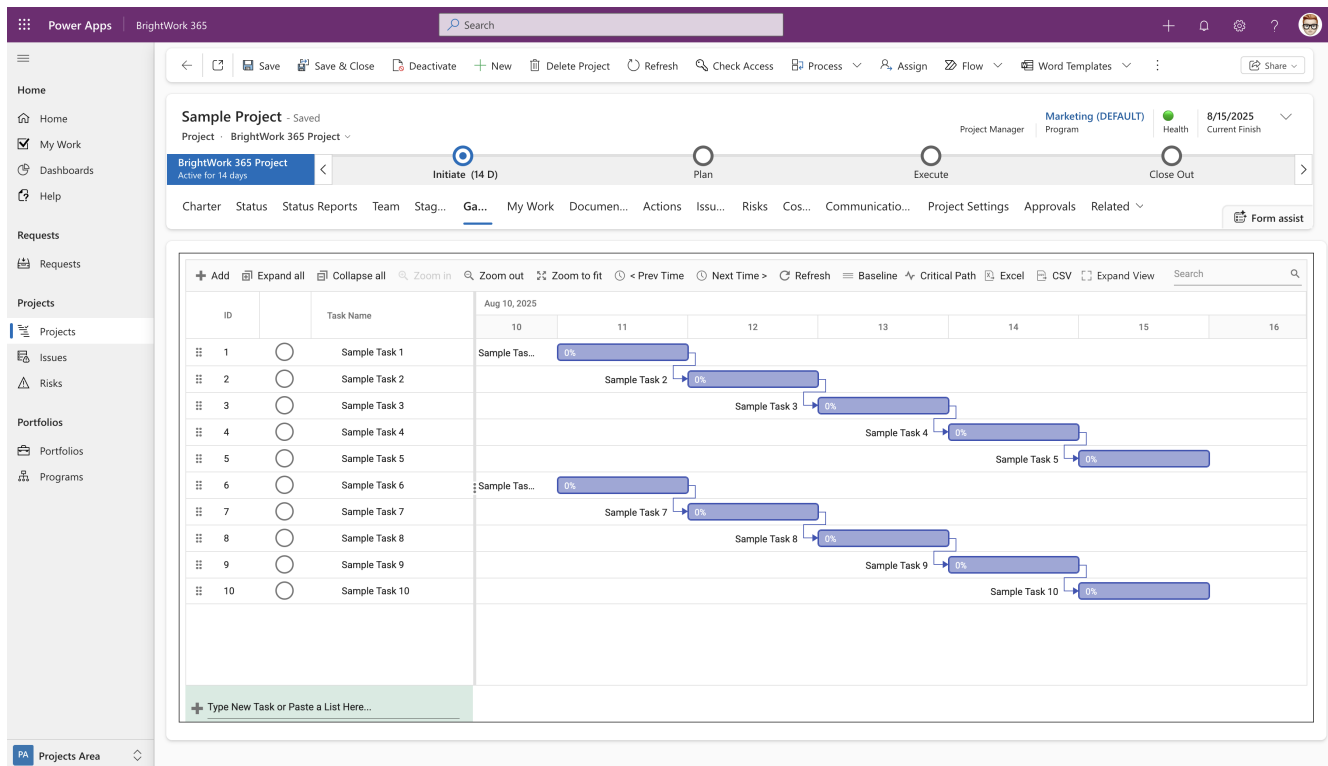 Power Apps BrightWork 365 Search
Save Save & Close Deactivate New Delete Project Refresh Check Access Process Assign Flow Word Templates Share
Home
Home
My Work
Dashboards
Help
Requests
Requests
Projects
Projects
Issues
Risks
Portfolios
Portfolios
Programs
PA Projects Area
Sample Project - Saved
Project · BrightWork 365 Project
Project Manager
Marketing (DEFAULT)
Program
Health
8/15/2025
Current Finish
BrightWork 365 Project
Active for 14 days
Initiate (14 D) Plan Execute Close Out
Charter Status Status Reports Team Stag... Ga... My Work Documen... Actions Issu... Risks Cos... Communicatio... Project Settings Approvals Related
Form assist
Add Expand all Collapse all Zoom in Zoom out Zoom to fit < Prev Time Next Time > Refresh Baseline Critical Path Excel CSV Expand View Search
ID Task Name
Aug 10, 2025
10 11 12 13 14 15 16
1 Sample Task 1 Sample Tas... 0%
2 Sample Task 2 Sample Task 2 0%
3 Sample Task 3 Sample Task 3 0%
4 Sample Task 4 Sample Task 4 0%
5 Sample Task 5 Sample Task 5 0%
6 Sample Task 6 Sample Tas... 0%
7 Sample Task 7 Sample Task 7 0%
8 Sample Task 8 Sample Task 8 0%
9 Sample Task 9 Sample Task 9 0%
10 Sample Task 10 Sample Task 10 0%
Type New Task or Paste a List Here...